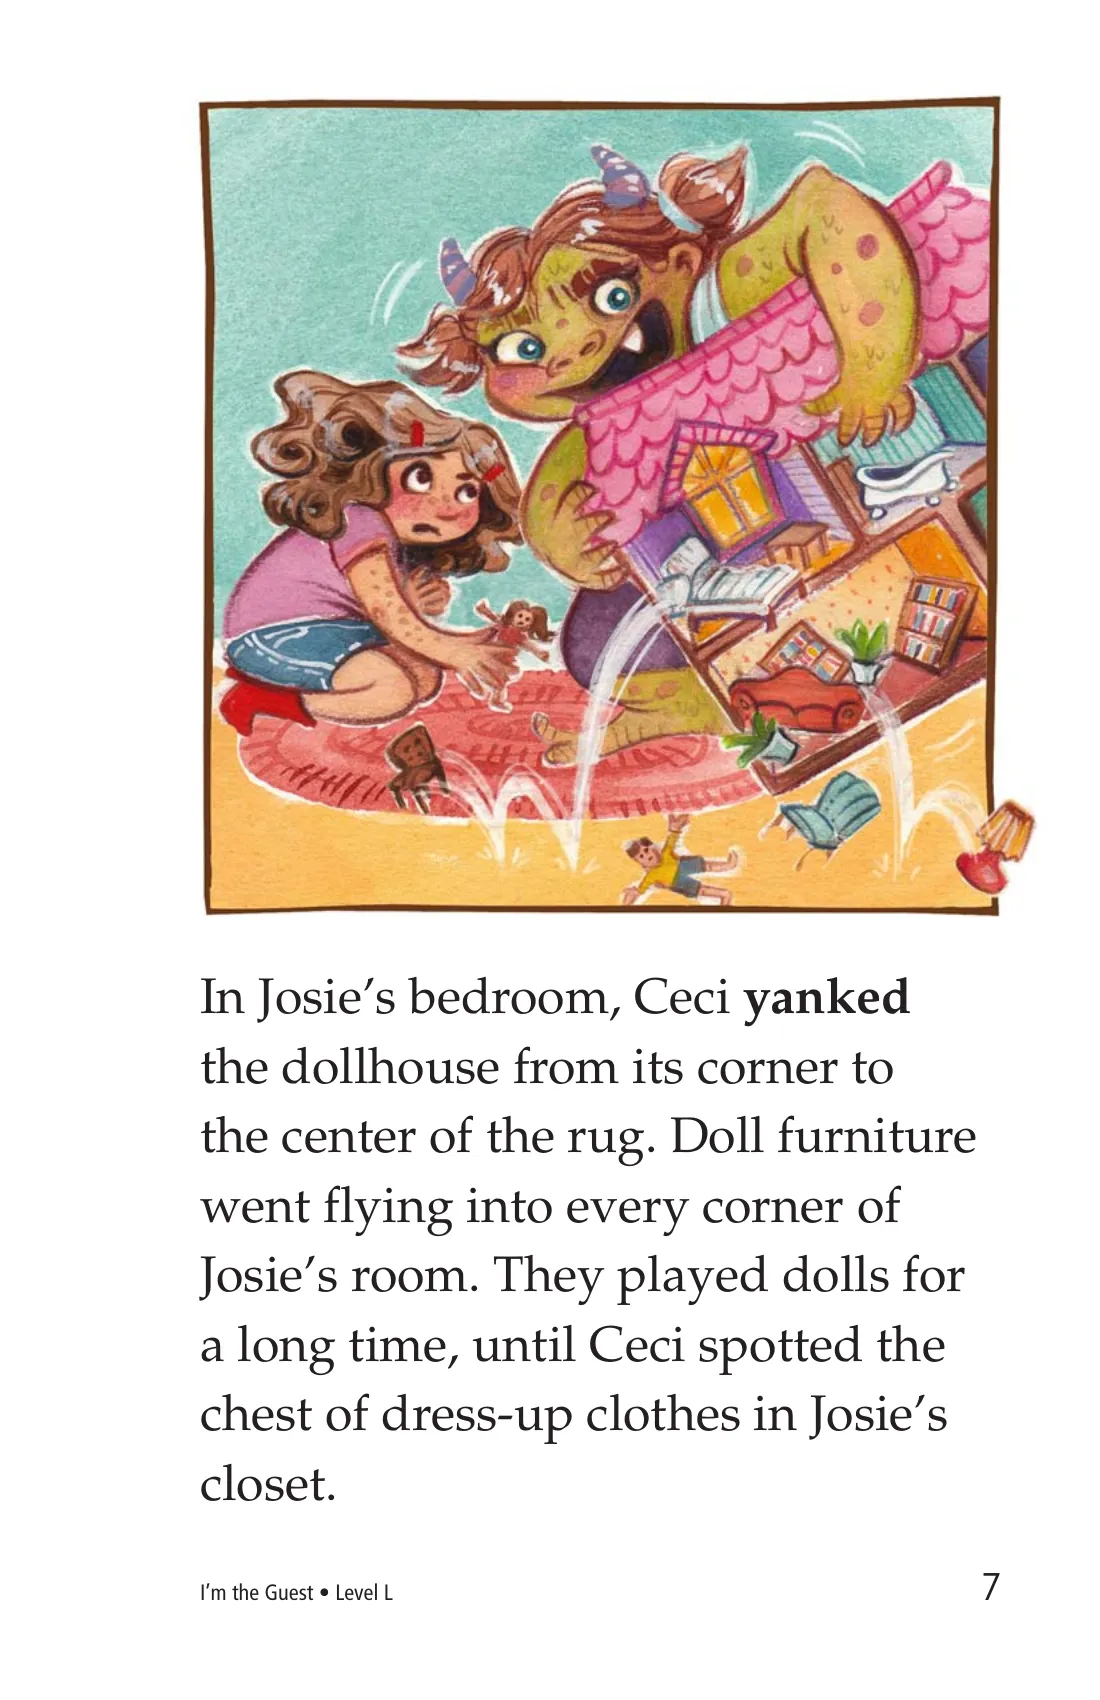 In Josie’s bedroom, Ceci yanked
the dollhouse from its corner to
the center of the rug. Doll furniture
went flying into every corner of
Josie’s room. They played dolls for
a long time, until Ceci spotted the
chest of dress-up clothes in Josie’s
closet.
I’m the Guest • Level L
7